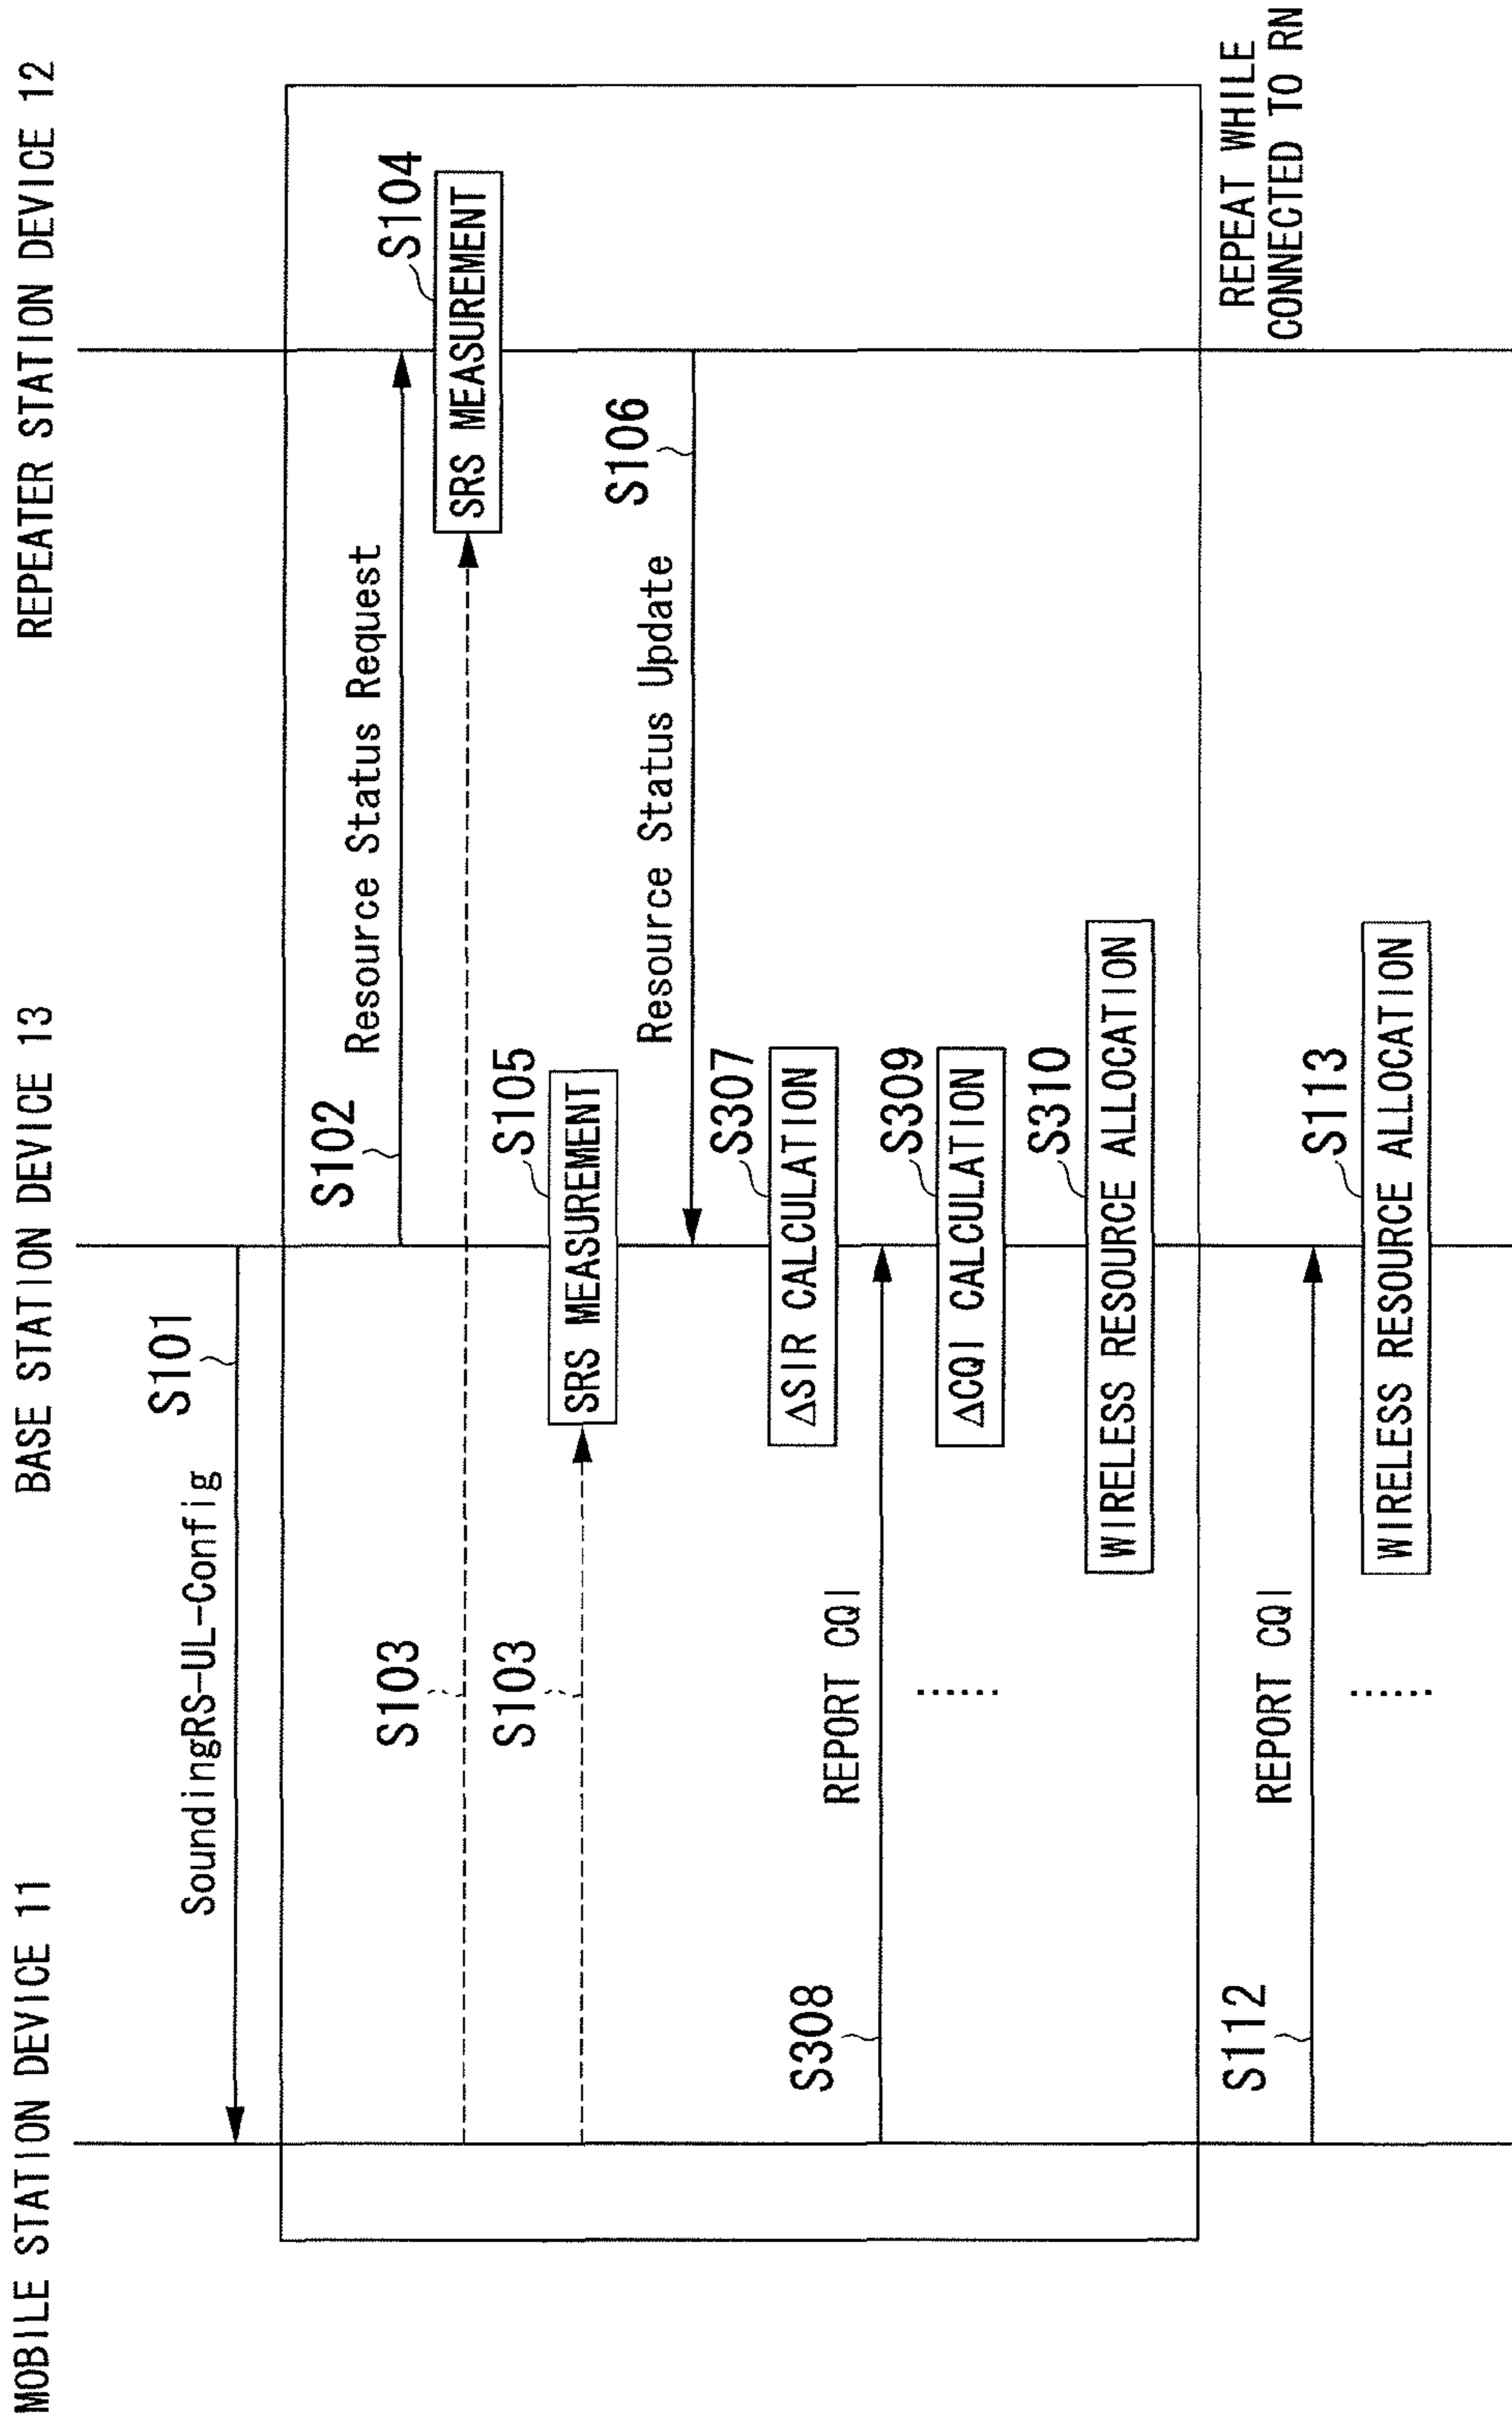 MOBILE STATION DEVICE 11
BASE STATION DEVICE 13
REPEATER STATION DEVICE 12
S101
SoundingRS-UL-Config
S102
Resource Status Request
S103
S104
SRS MEASUREMENT
S103
S105
SRS MEASUREMENT
S106
Resource Status Update
S307
ΔSIR CALCULATION
S308
REPORT CQI
S309
ΔCQI CALCULATION
S310
WIRELESS RESOURCE ALLOCATION
REPEAT WHILE
CONNECTED TO RN
S112
REPORT CQI
S113
WIRELESS RESOURCE ALLOCATION